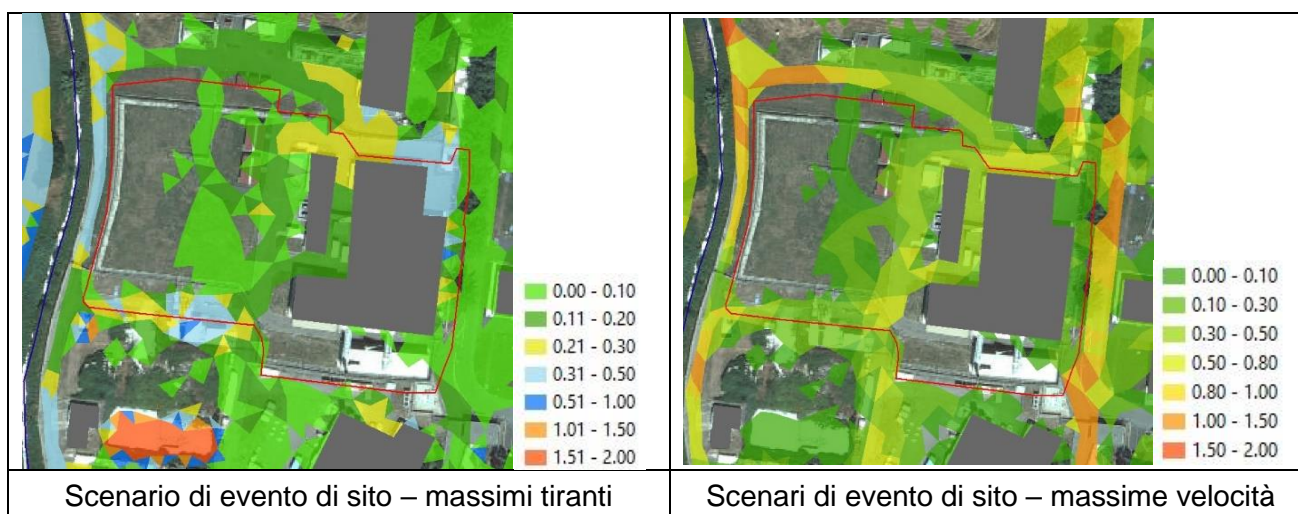 0.00 - 0.10
0.11 - 0.20
0.21 - 0.30
0.31 - 0.50
0.51 - 1.00
1.01 - 1.50
1.51 - 2.00
0.00 - 0.10
0.10 - 0.30
0.30 - 0.50
0.50 - 0.80
0.80 - 1.00
1.00 - 1.50
1.50 - 2.00
Scenario di evento di sito – massimi tiranti
Scenari di evento di sito – massime velocità